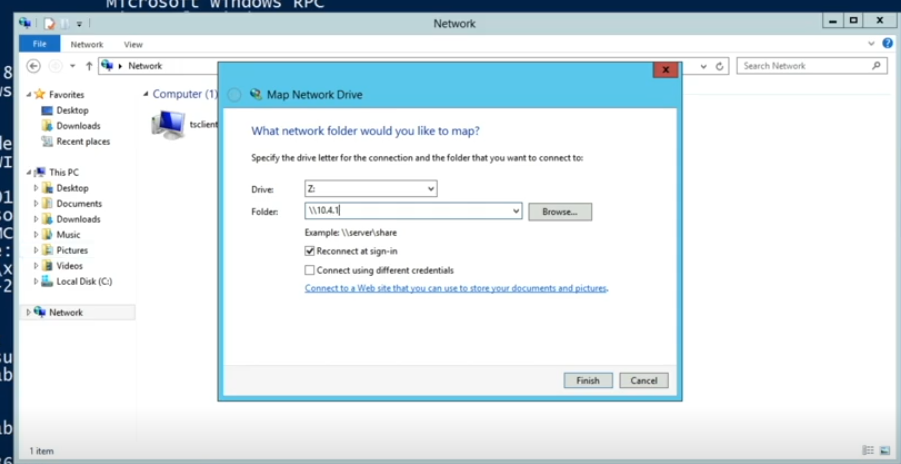 Microsoft Windows RPC
Network
File Network View
Network
Search Network
Favorites
Desktop
Downloads
Recent places
This PC
Desktop
Documents
Downloads
Music
Pictures
Videos
Local Disk (C:)
Network
Computer (1)
tsclient
Map Network Drive
What network folder would you like to map?
Specify the drive letter for the connection and the folder that you want to connect to:
Drive: Z:
Folder: \\10.4.1 Browse...
Example: \\server\share
Reconnect at sign-in
Connect using different credentials
Connect to a Web site that you can use to store your documents and pictures.
Finish Cancel
1 item